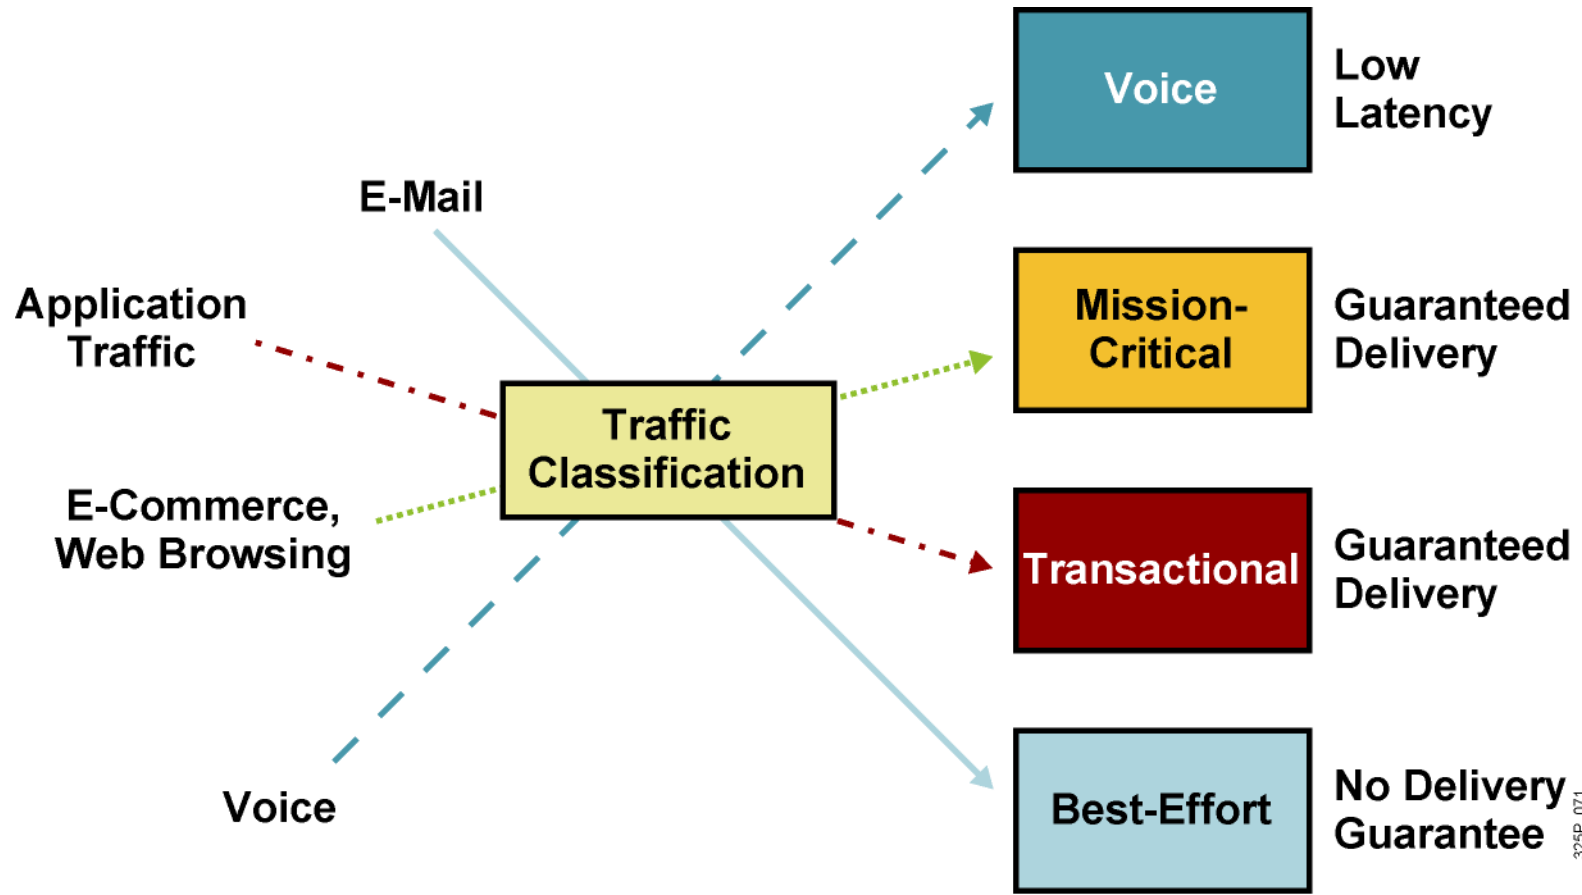 E-Mail
Application
Traffic
E-Commerce,
Web Browsing
Voice
Traffic
Classification
Voice
Low
Latency
Mission-
Critical
Guaranteed
Delivery
Transactional
Guaranteed
Delivery
Best-Effort
No Delivery
Guarantee
325P_071